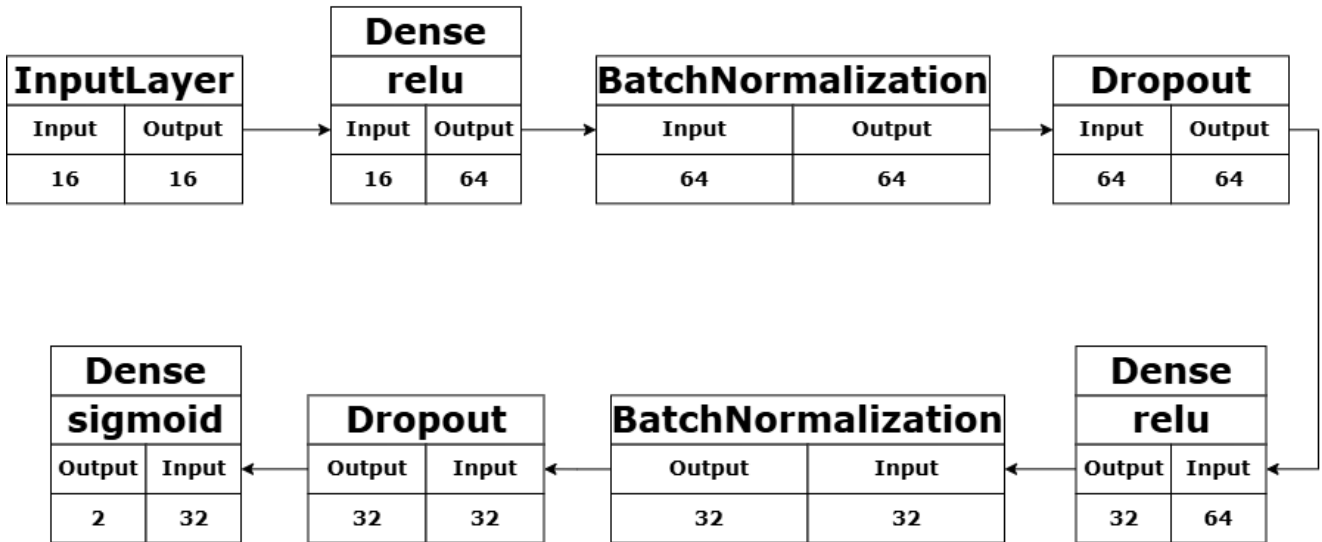 InputLayer
Input Output
16 16
Dense
relu
Input Output
16 64
BatchNormalization
Input Output
64 64
Dropout
Input Output
64 64
Dense
relu
Output Input
32 64
BatchNormalization
Output Input
32 32
Dropout
Output Input
32 32
Dense
sigmoid
Output Input
2 32